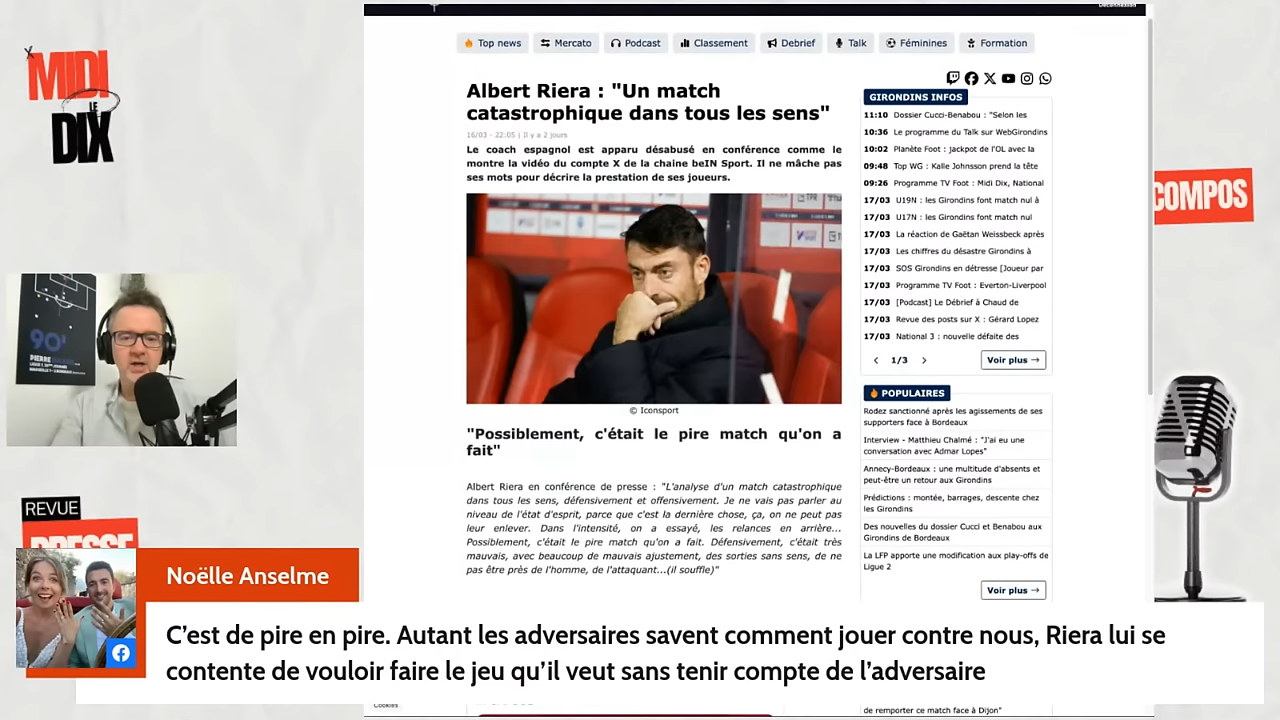 Déconnexion
Top news
Mercato
Podcast
Classement
Debrief
Talk
Féminines
Formation
MIDI
LE
DIX
Albert Riera : "Un match
catastrophique dans tous les sens"
16/03 - 22:05 | Il y a 2 jours
Le coach espagnol est apparu désabusé en conférence comme le
montre la vidéo du compte X de la chaine beIN Sport. Il ne mâche pas
ses mots pour décrire la prestation de ses joueurs.
© Iconsport
"Possiblement, c'était le pire match qu'on a
fait"
Albert Riera en conférence de presse : "L'analyse d'un match catastrophique
dans tous les sens, défensivement et offensivement. Je ne vais pas parler au
niveau de l'état d'esprit, parce que c'est la dernière chose, ça, on ne peut pas
leur enlever. Dans l'intensité, on a essayé, les relances en arrière...
Possiblement, c'était le pire match qu'on a fait. Défensivement, c'était très
mauvais, avec beaucoup de mauvais ajustement, des sorties sans sens, de ne
pas être près de l'homme, de l'attaquant...(il souffle)"
GIRONDINS INFOS
11:10 Dossier Cucci-Benabou : "Selon les
10:36 Le programme du Talk sur WebGirondins
10:02 Planète Foot : jackpot de l'OL avec la
09:48 Top WG : Kalle Johnsson prend la tête
09:26 Programme TV Foot : Midi Dix, National
17/03 U19N : les Girondins font match nul à
17/03 U17N : les Girondins font match nul
17/03 La réaction de Gaëtan Weissbeck après
17/03 Les chiffres du désastre Girondins à
17/03 SOS Girondins en détresse [Joueur par
17/03 Programme TV Foot : Everton-Liverpool
17/03 [Podcast] Le Débrief à Chaud de
17/03 Revue des posts sur X : Gérard Lopez
17/03 National 3 : nouvelle défaite des
1/3
Voir plus →
POPULAIRES
Rodez sanctionné après les agissements de ses
supporters face à Bordeaux
Interview - Matthieu Chalmé : "J'ai eu une
conversation avec Admar Lopes"
Annecy-Bordeaux : une multitude d'absents et
peut-être un retour aux Girondins
Prédictions : montée, barrages, descente chez
les Girondins
Des nouvelles du dossier Cucci et Benabou aux
Girondins de Bordeaux
La LFP apporte une modification aux play-offs de
Ligue 2
Voir plus →
COMPOS
90'
PIERRE
REVUE
PRESSE
Noëlle Anselme
C'est de pire en pire. Autant les adversaires savent comment jouer contre nous, Riera lui se
contente de vouloir faire le jeu qu'il veut sans tenir compte de l'adversaire
Cookies
de remporter ce match face à Dijon"